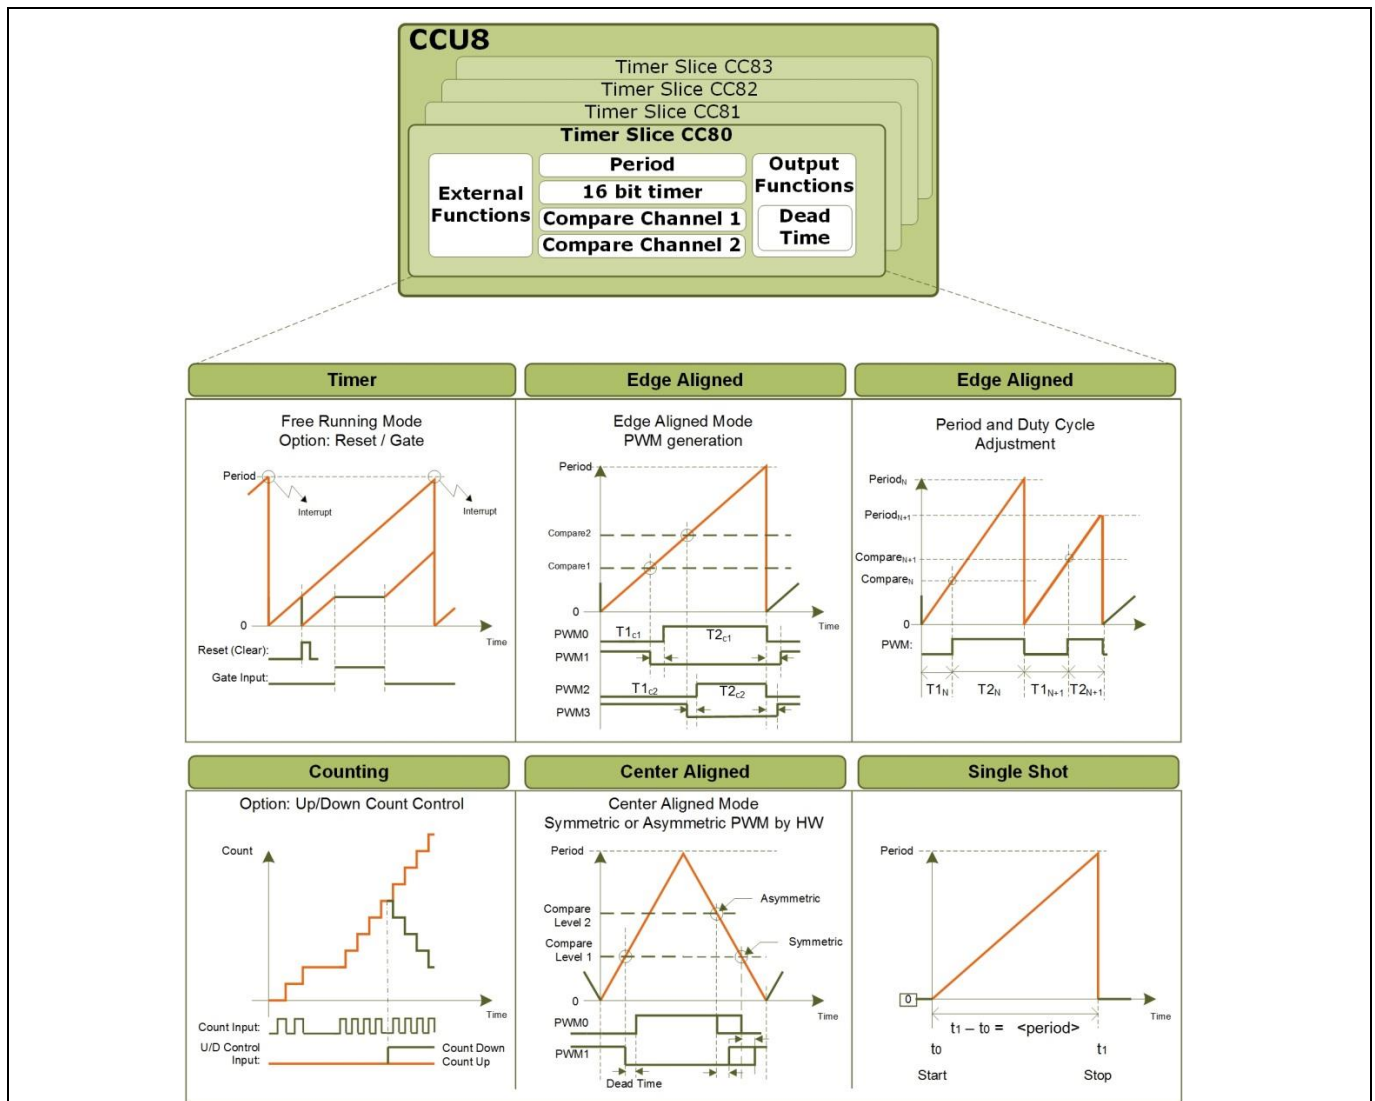 CCU8
Timer Slice CC83
Timer Slice CC82
Timer Slice CC81
Timer Slice CC80
External
Functions
Period
16 bit timer
Compare Channel 1
Compare Channel 2
Output
Functions
Dead
Time
Timer
Free Running Mode
Option: Reset / Gate
Period
Interrupt
Interrupt
0
Time
Reset (Clear):
Gate Input:
Edge Aligned
Edge Aligned Mode
PWM generation
Period
Compare2
Compare1
0
Time
PWM0
T1c1
T2c1
PWM1
PWM2
T1c2
T2c2
PWM3
Edge Aligned
Period and Duty Cycle
Adjustment
PeriodN
PeriodN+1
CompareN+1
CompareN
0
Time
PWM:
T1N
T2N
T1N+1
T2N+1
Counting
Option: Up/Down Count Control
Count
Time
Count Input:
U/D Control
Input:
Count Down
Count Up
Center Aligned
Center Aligned Mode
Symmetric or Asymmetric PWM by HW
Period
Asymmetric
Compare
Level 2
Compare
Level 1
Symmetric
0
Time
PWM0
PWM1
Dead Time
Single Shot
Period
0
Time
t1 – t0 = <period>
t0
t1
Start
Stop